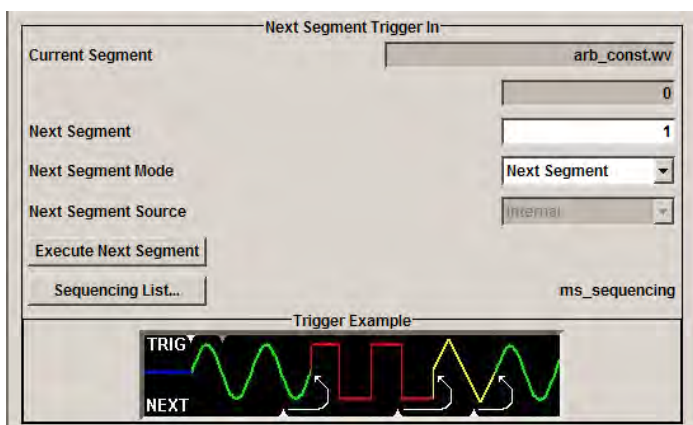 Next Segment Trigger In
Current Segment arb_const.wv
0
Next Segment 1
Next Segment Mode Next Segment
Next Segment Source Internal
Execute Next Segment
Sequencing List... ms_sequencing
Trigger Example
TRIG
NEXT